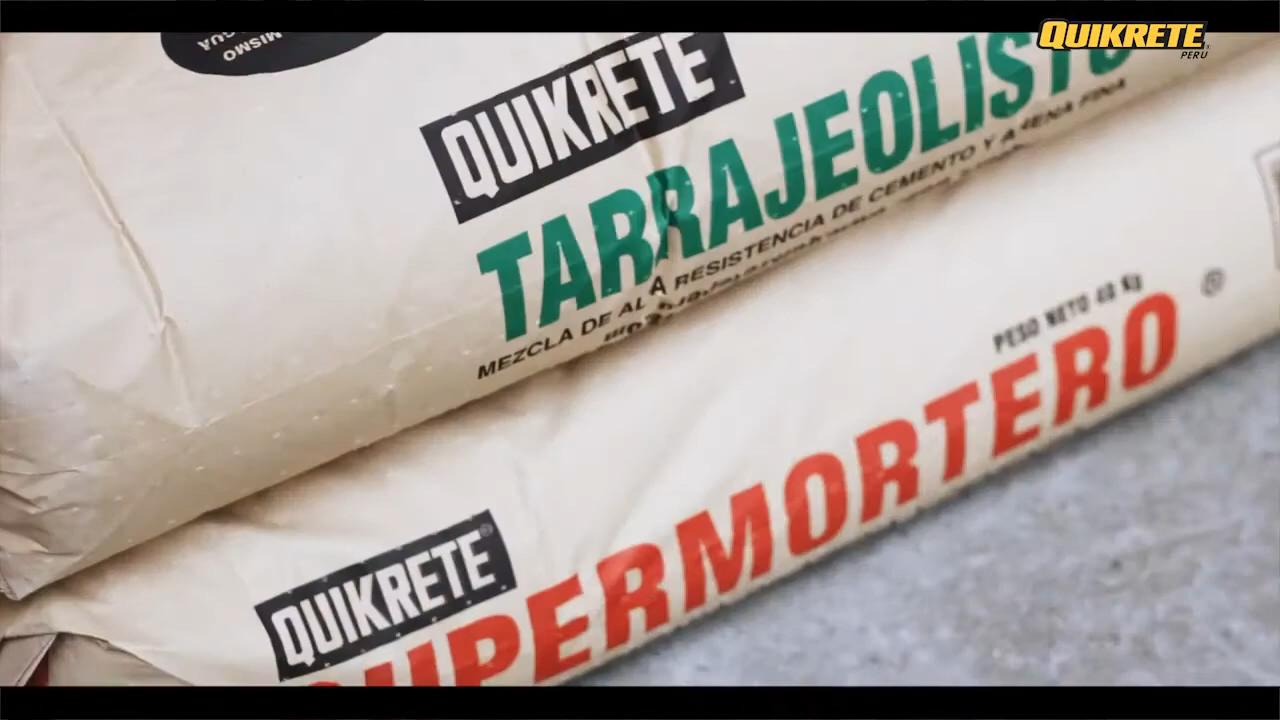 QUIKRETE
PERU
AGUA
MISMO
QUIKRETE
TARRAJEOLISTO
MEZCLA DE ALTA RESISTENCIA DE CEMENTO Y ARENA FINA
PESO NETO 40 Kg
QUIKRETE®
SUPERMORTERO®